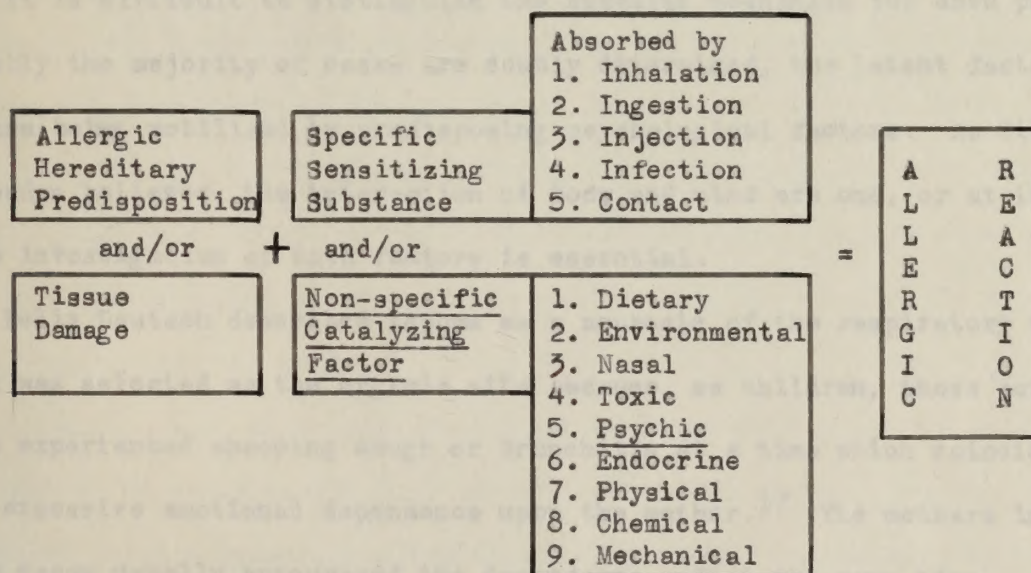 Absorbed by
1. Inhalation
2. Ingestion
3. Injection
4. Infection
5. Contact
Allergic
Hereditary
Predisposition
and/or
Tissue
Damage
+
Specific
Sensitizing
Substance
and/or
Non-specific
Catalyzing
Factor
1. Dietary
2. Environmental
3. Nasal
4. Toxic
5. Psychic
6. Endocrine
7. Physical
8. Chemical
9. Mechanical
=
ALLERGIC
REACTION